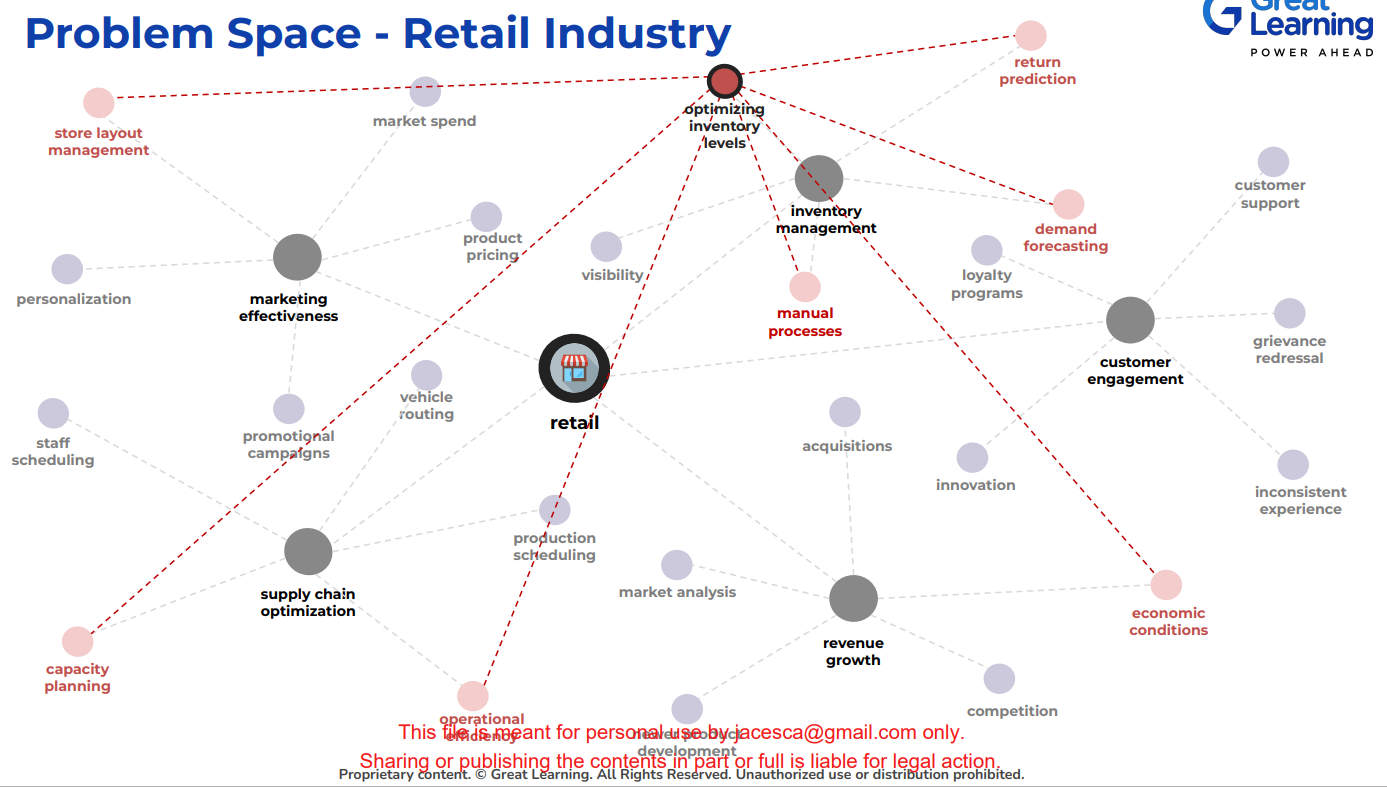 Problem Space - Retail Industry
Great
Learning
POWER AHEAD
return
prediction
store layout
management
market spend
optimizing
inventory
levels
customer
support
inventory
management
demand
forecasting
product
pricing
visibility
loyalty
programs
personalization
marketing
effectiveness
manual
processes
grievance
redressal
customer
engagement
vehicle
routing
retail
staff
scheduling
promotional
campaigns
acquisitions
innovation
inconsistent
experience
production
scheduling
market analysis
supply chain
optimization
economic
conditions
revenue
growth
capacity
planning
competition
operational
efficiency
newer product
development
This file is meant for personal use by jacesca@gmail.com only.
Sharing or publishing the contents in part or full is liable for legal action.
Proprietary content. © Great Learning. All Rights Reserved. Unauthorized use or distribution prohibited.